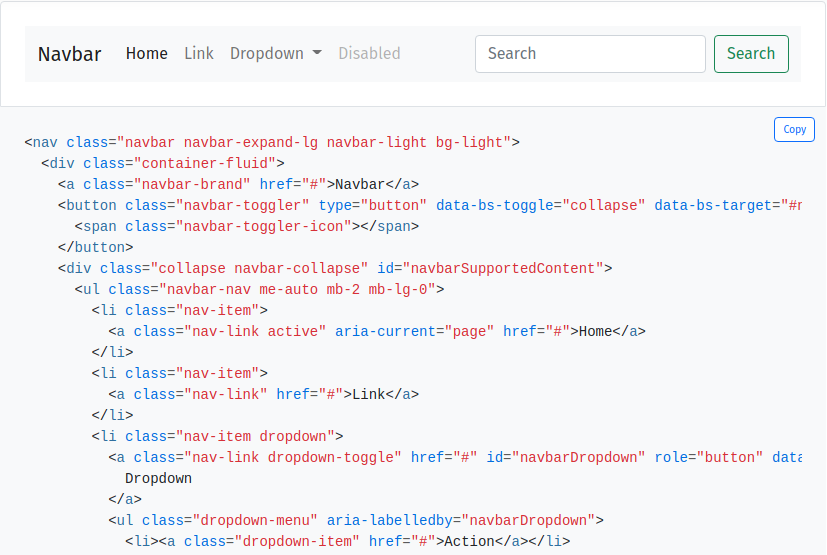 Navbar Home Link Dropdown Disabled Search Search
Copy
<nav class="navbar navbar-expand-lg navbar-light bg-light">
<div class="container-fluid">
<a class="navbar-brand" href="#">Navbar</a>
<button class="navbar-toggler" type="button" data-bs-toggle="collapse" data-bs-target="#n
<span class="navbar-toggler-icon"></span>
</button>
<div class="collapse navbar-collapse" id="navbarSupportedContent">
<ul class="navbar-nav me-auto mb-2 mb-lg-0">
<li class="nav-item">
<a class="nav-link active" aria-current="page" href="#">Home</a>
</li>
<li class="nav-item">
<a class="nav-link" href="#">Link</a>
</li>
<li class="nav-item dropdown">
<a class="nav-link dropdown-toggle" href="#" id="navbarDropdown" role="button" data
Dropdown
</a>
<ul class="dropdown-menu" aria-labelledby="navbarDropdown">
<li><a class="dropdown-item" href="#">Action</a></li>